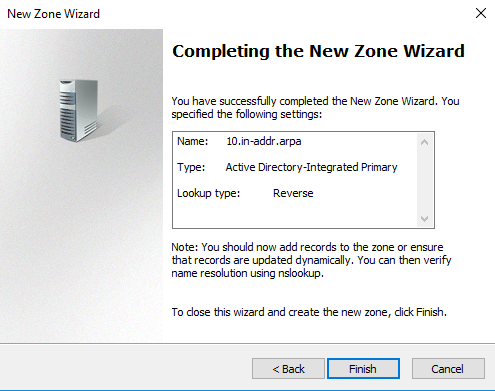 New Zone Wizard
Completing the New Zone Wizard
You have successfully completed the New Zone Wizard. You
specified the following settings:
Name: 10.in-addr.arpa
Type: Active Directory-Integrated Primary
Lookup type: Reverse
Note: You should now add records to the zone or ensure
that records are updated dynamically. You can then verify
name resolution using nslookup.
To close this wizard and create the new zone, click Finish.
< Back Finish Cancel